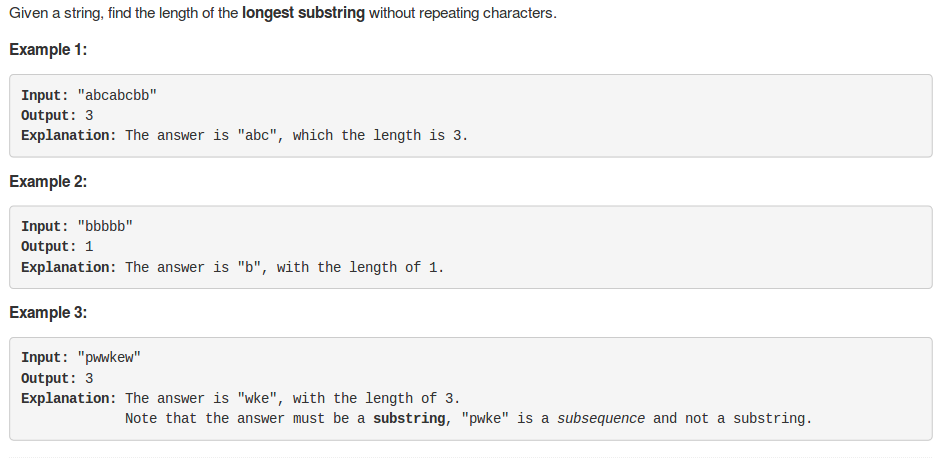 Given a string, find the length of the longest substring without repeating characters.
Example 1:
Input: "abcabcbb"
Output: 3
Explanation: The answer is "abc", which the length is 3.
Example 2:
Input: "bbbbb"
Output: 1
Explanation: The answer is "b", with the length of 1.
Example 3:
Input: "pwwkew"
Output: 3
Explanation: The answer is "wke", with the length of 3.
Note that the answer must be a substring, "pwke" is a subsequence and not a substring.